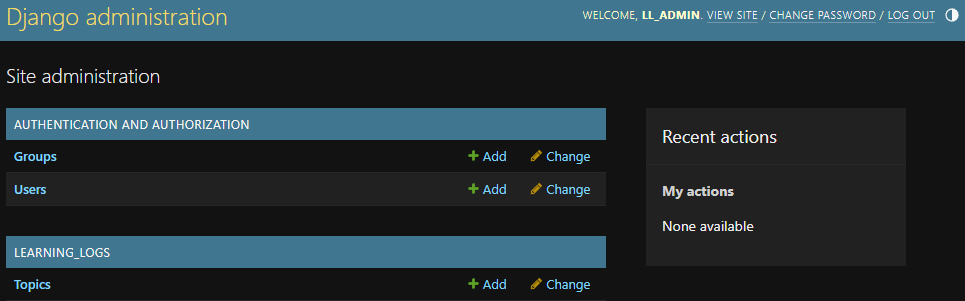 Django administration
WELCOME, LL_ADMIN. VIEW SITE / CHANGE PASSWORD / LOG OUT
Site administration
AUTHENTICATION AND AUTHORIZATION
Groups Add Change
Users Add Change
LEARNING_LOGS
Topics Add Change
Recent actions
My actions
None available